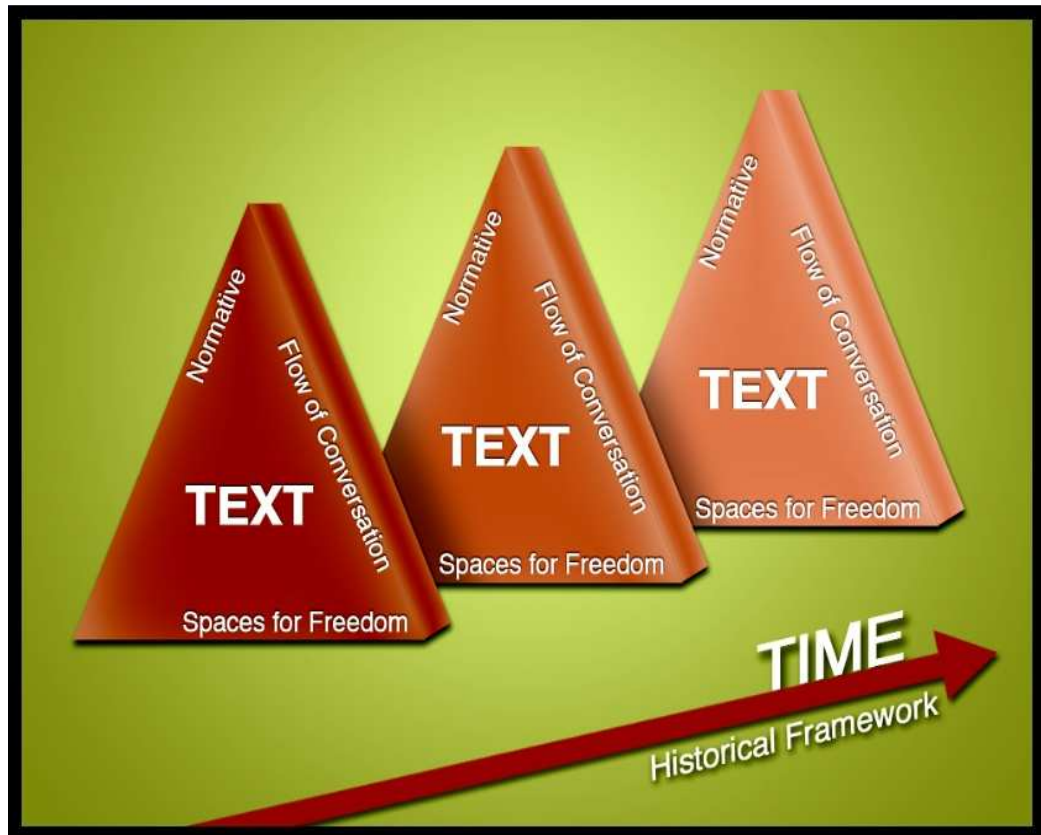 Normative
Flow of Conversation
TEXT
Spaces for Freedom
Normative
Flow of Conversation
TEXT
Spaces for Freedom
Normative
Flow of Conversation
TEXT
Spaces for Freedom
TIME
Historical Framework